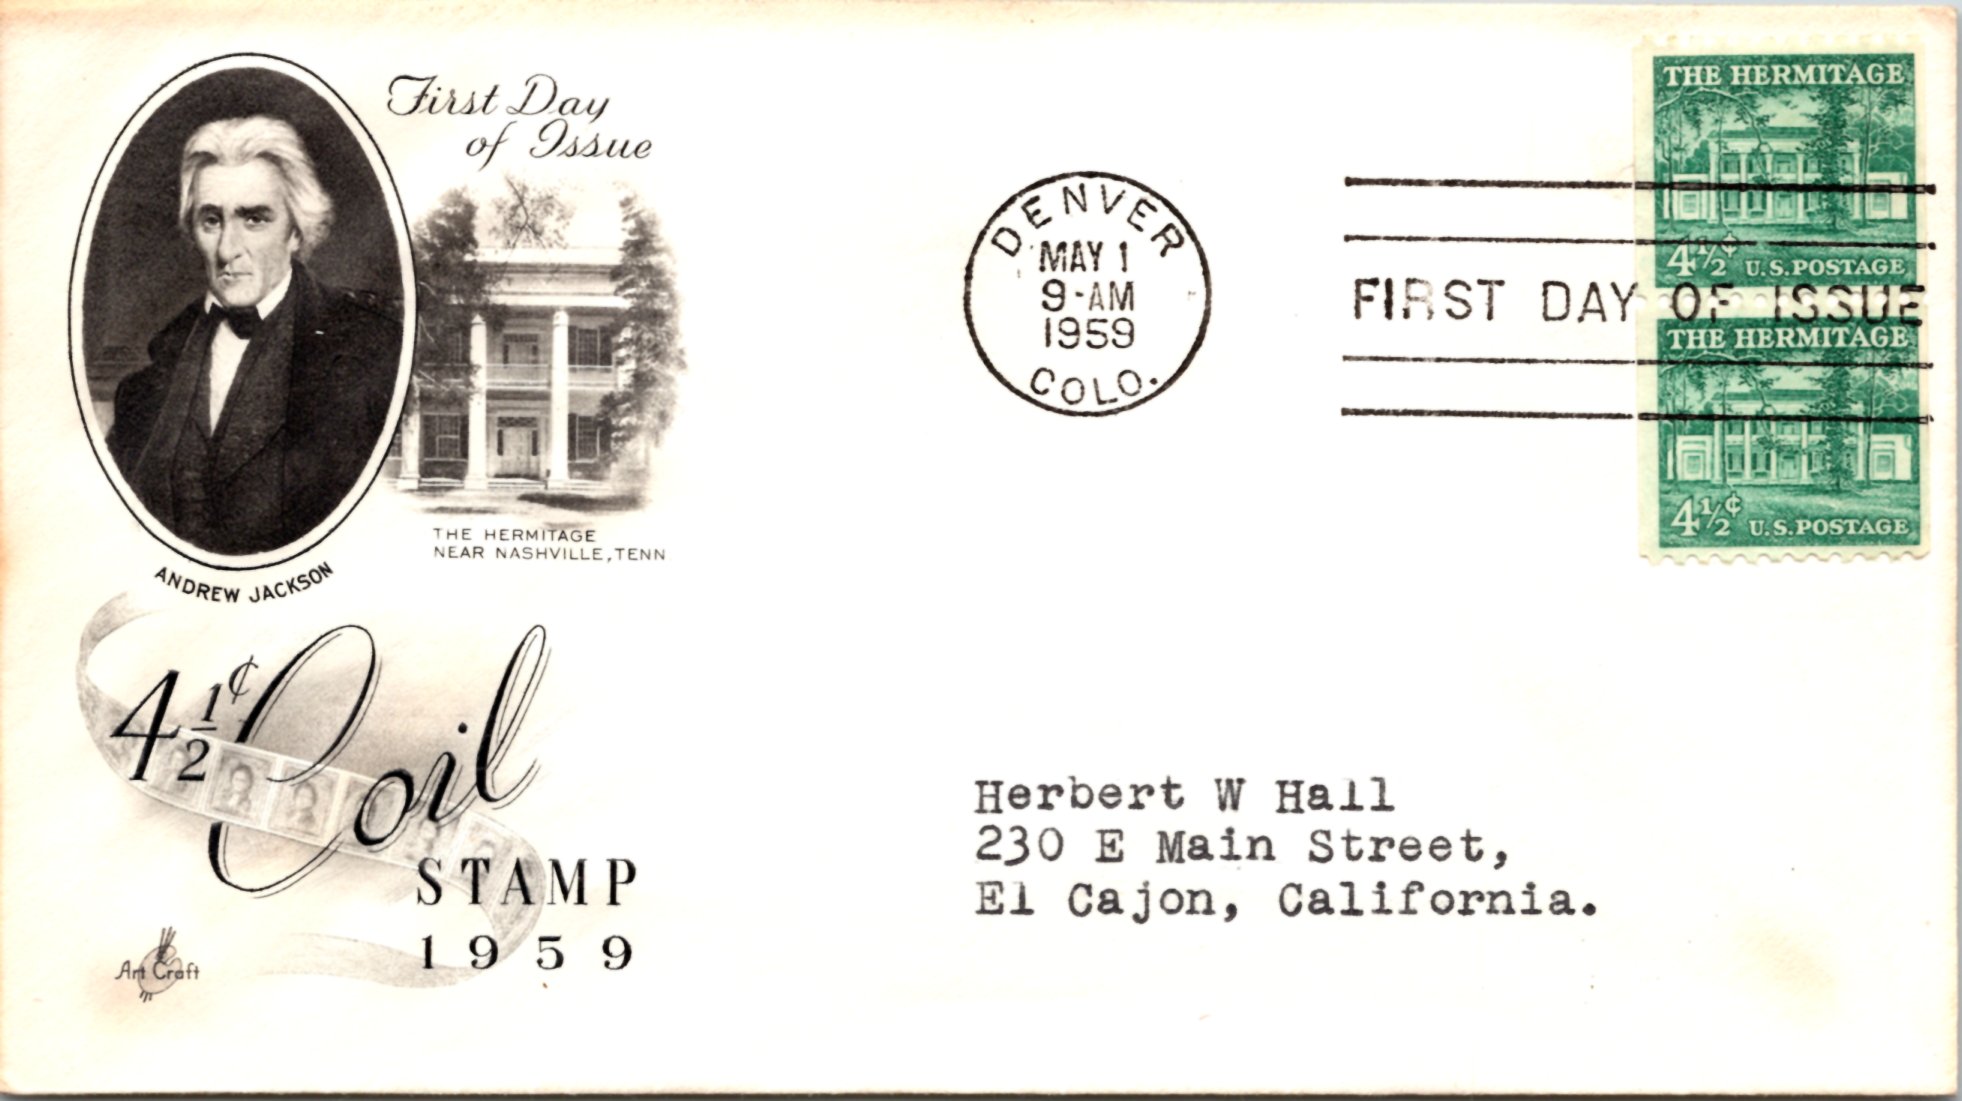 First Day
of Issue
THE HERMITAGE
NEAR NASHVILLE, TENN
ANDREW JACKSON
4½¢ Coil
STAMP
1959
Art Craft
DENVER
MAY 1
9-AM
1959
COLO.
FIRST DAY OF ISSUE
THE HERMITAGE
4½¢ U.S. POSTAGE
THE HERMITAGE
4½¢ U.S. POSTAGE
Herbert W Hall
230 E Main Street,
El Cajon, California.